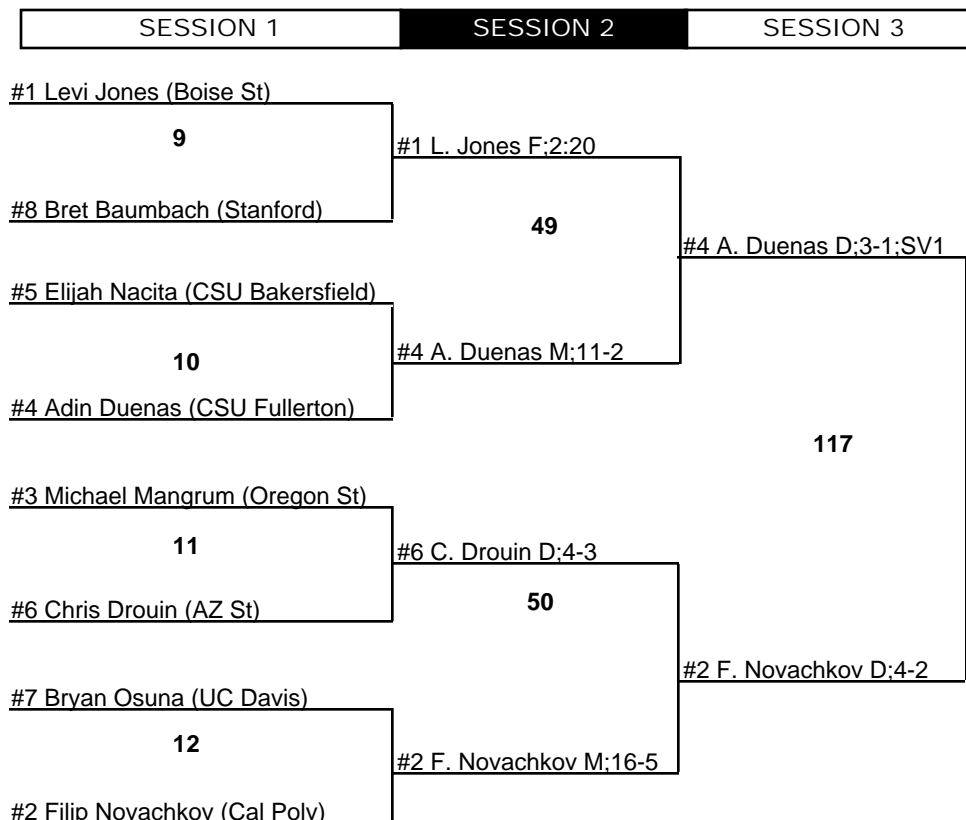 SESSION 1
SESSION 2
SESSION 3
#1 Levi Jones (Boise St)
9
#1 L. Jones F;2:20
#8 Bret Baumbach (Stanford)
49
#4 A. Duenas D;3-1;SV1
#5 Elijah Nacita (CSU Bakersfield)
10
#4 A. Duenas M;11-2
#4 Adin Duenas (CSU Fullerton)
117
#3 Michael Mangrum (Oregon St)
11
#6 C. Drouin D;4-3
50
#6 Chris Drouin (AZ St)
#2 F. Novachkov D;4-2
#7 Bryan Osuna (UC Davis)
12
#2 F. Novachkov M;16-5
#2 Filip Novachkov (Cal Poly)